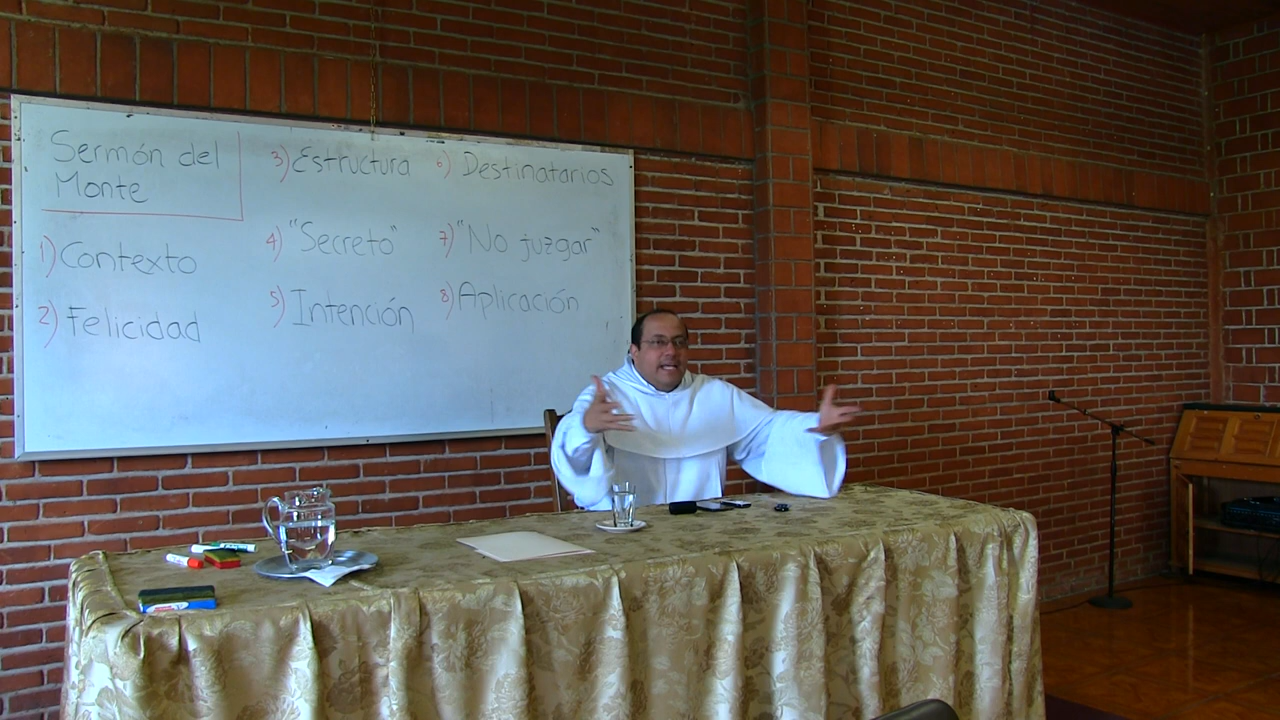 Sermón del
Monte
1) Contexto
2) Felicidad
3) Estructura
4) "Secreto"
5) Intención
6) Destinatarios
7) "No juzgar"
8) Aplicación